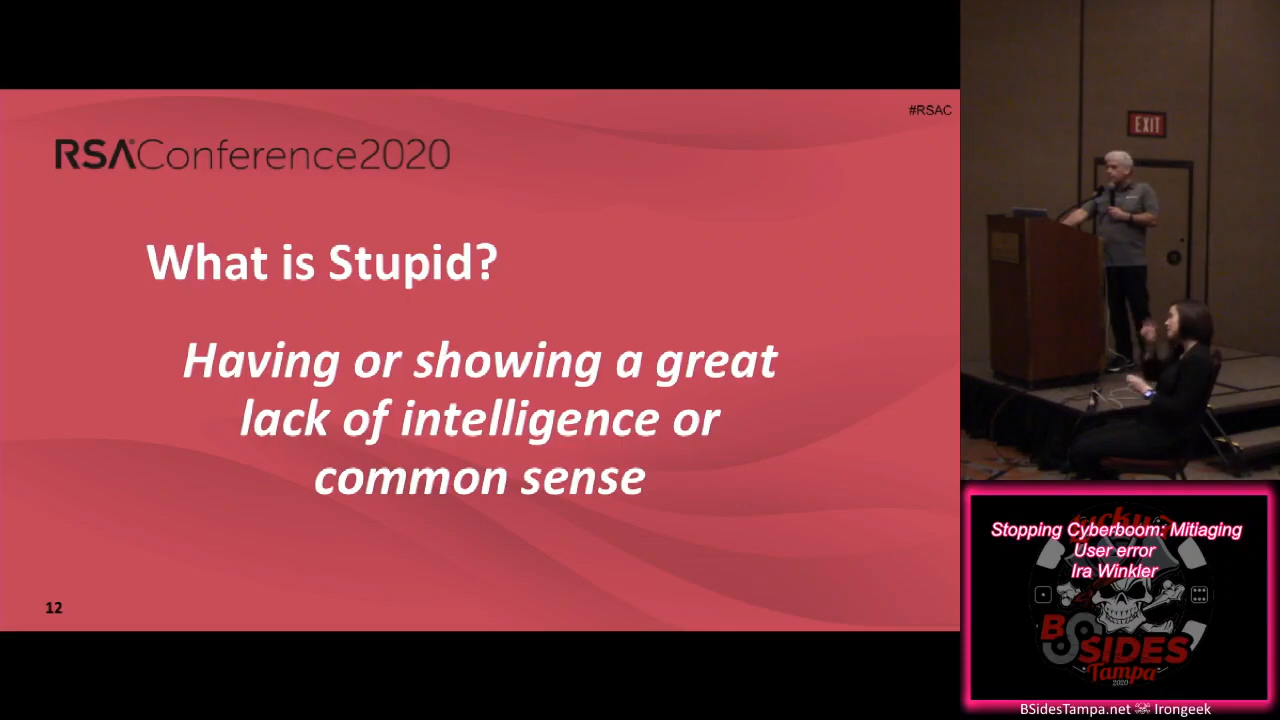 #RSAC
RSAConference2020
What is Stupid?
Having or showing a great
lack of intelligence or
common sense
12
EXIT
Stopping Cyberboom: Mitiaging
User error
Ira Winkler
BSIDES
Tampa
2020
BSidesTampa.net Irongeek